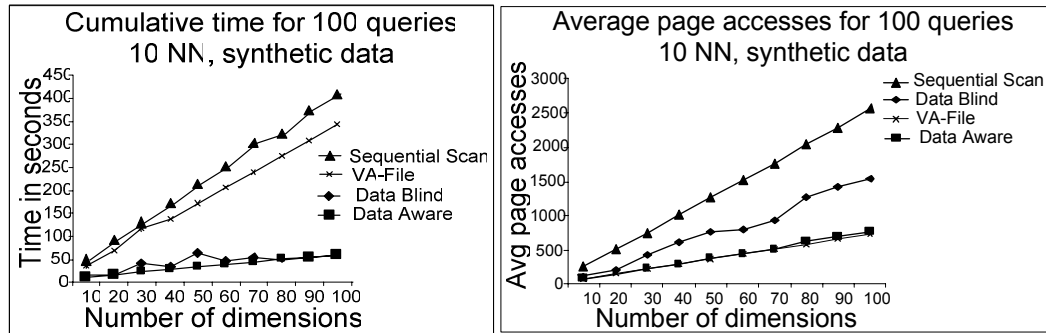 Cumulative time for 100 queries
10 NN, synthetic data
Time in seconds
450
400
350
300
250
200
150
100
50
0
10 20 30 40 50 60 70 80 90 100
Number of dimensions
Sequential Scan
VA-File
Data Blind
Data Aware
Average page accesses for 100 queries
10 NN, synthetic data
Avg page accesses
3000
2500
2000
1500
1000
500
0
10 20 30 40 50 60 70 80 90 100
Number of dimensions
Sequential Scan
Data Blind
VA-File
Data Aware